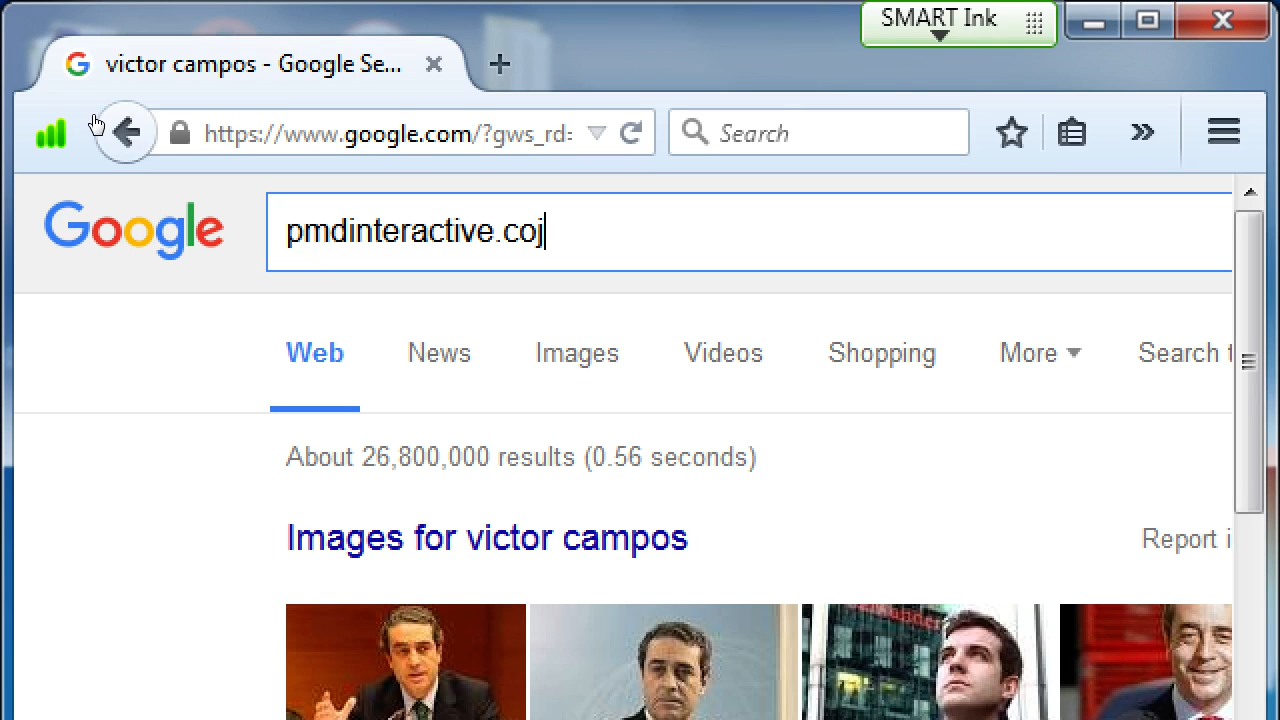 SMART Ink
victor campos - Google Se...
https://www.google.com/?gws_rd=
Search
Google
pmdinteractive.coj
Web News Images Videos Shopping More Search t
About 26,800,000 results (0.56 seconds)
Images for victor campos
Report i